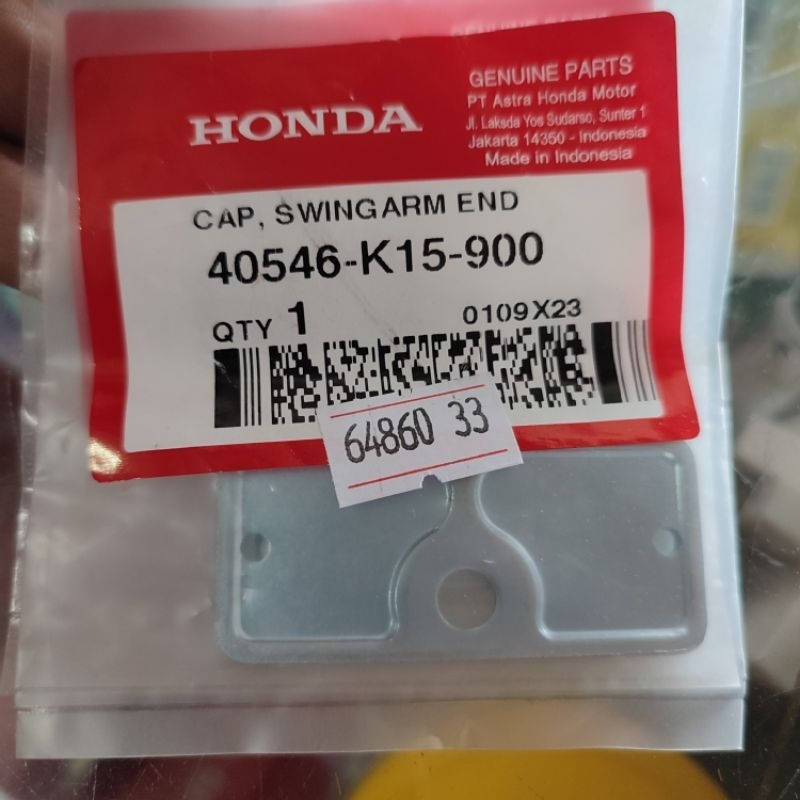 HONDA
GENUINE PARTS
PT Astra Honda Motor
Jl. Laksda Yos Sudarso, Sunter 1
Jakarta 14350 - Indonesia
Made in Indonesia
CAP, SWINGARM END
40546-K15-900
QTY 1 0109X23
64860 33